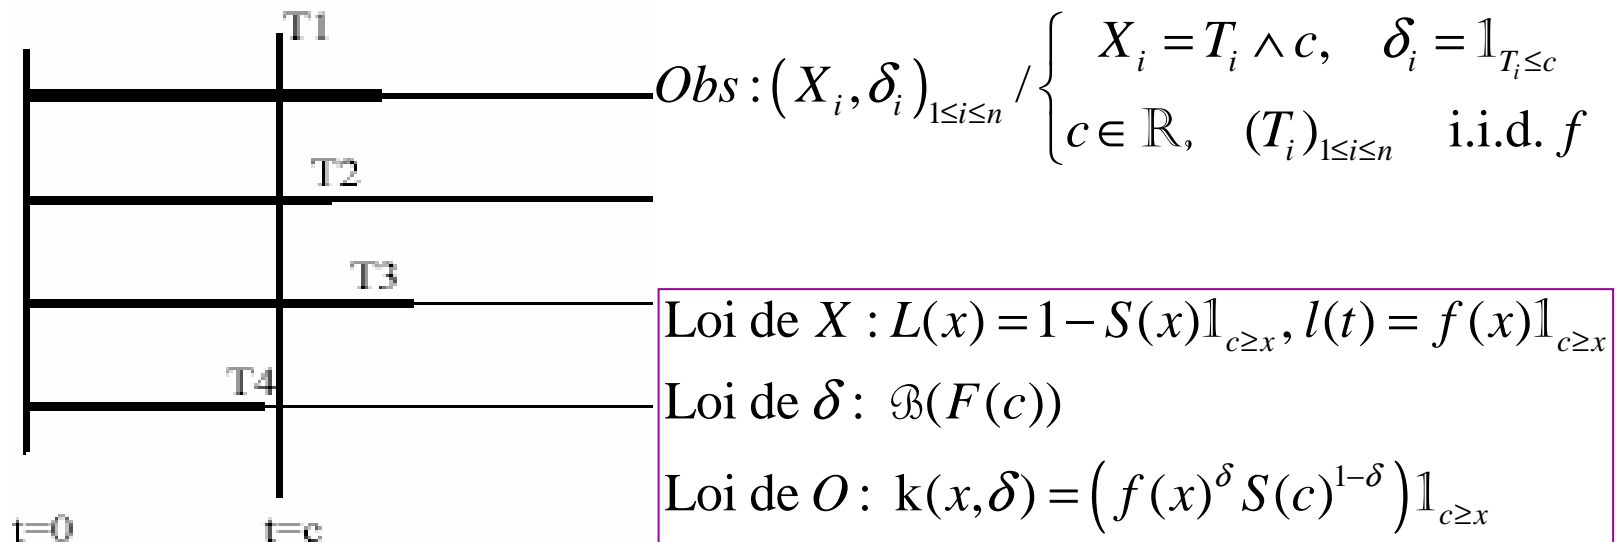 T1
T2
T3
T4
t=0 t=c
Obs : (X_i, δ_i)_{1≤i≤n} / { X_i = T_i ∧ c, δ_i = 𝟙_{T_i≤c}
c ∈ ℝ, (T_i)_{1≤i≤n} i.i.d. f
Loi de X : L(x) = 1 − S(x)𝟙_{c≥x}, l(t) = f(x)𝟙_{c≥x}
Loi de δ : ℬ(F(c))
Loi de O : k(x,δ) = (f(x)^δ S(c)^{1−δ})𝟙_{c≥x}